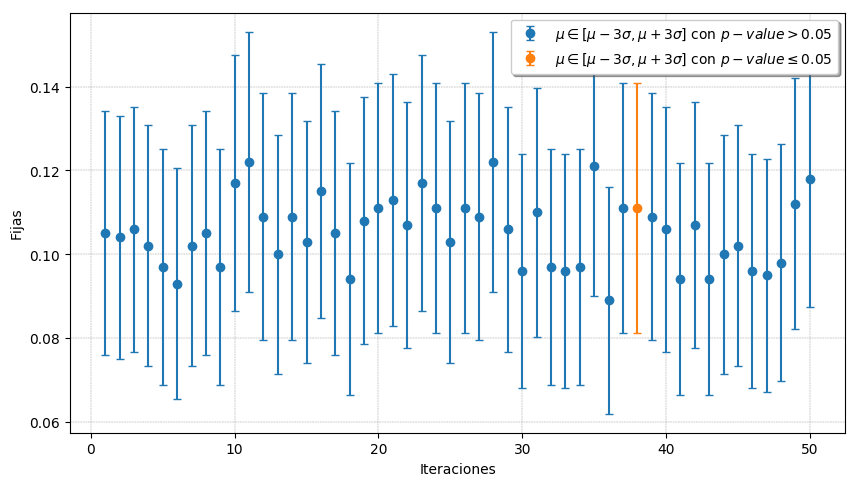 μ ∈ [μ − 3σ, μ + 3σ] con p − value > 0.05
μ ∈ [μ − 3σ, μ + 3σ] con p − value ≤ 0.05
0.14
0.12
0.10
0.08
0.06
Fijas
0 10 20 30 40 50
Iteraciones